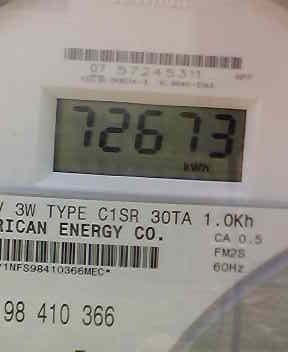 07 57245311
72673
kWh
V 3W TYPE C1SR 30TA 1.0Kh
RICAN ENERGY CO.
CA 0.5
FM2S
60Hz
Y1NFS98410366MEC*
98 410 366